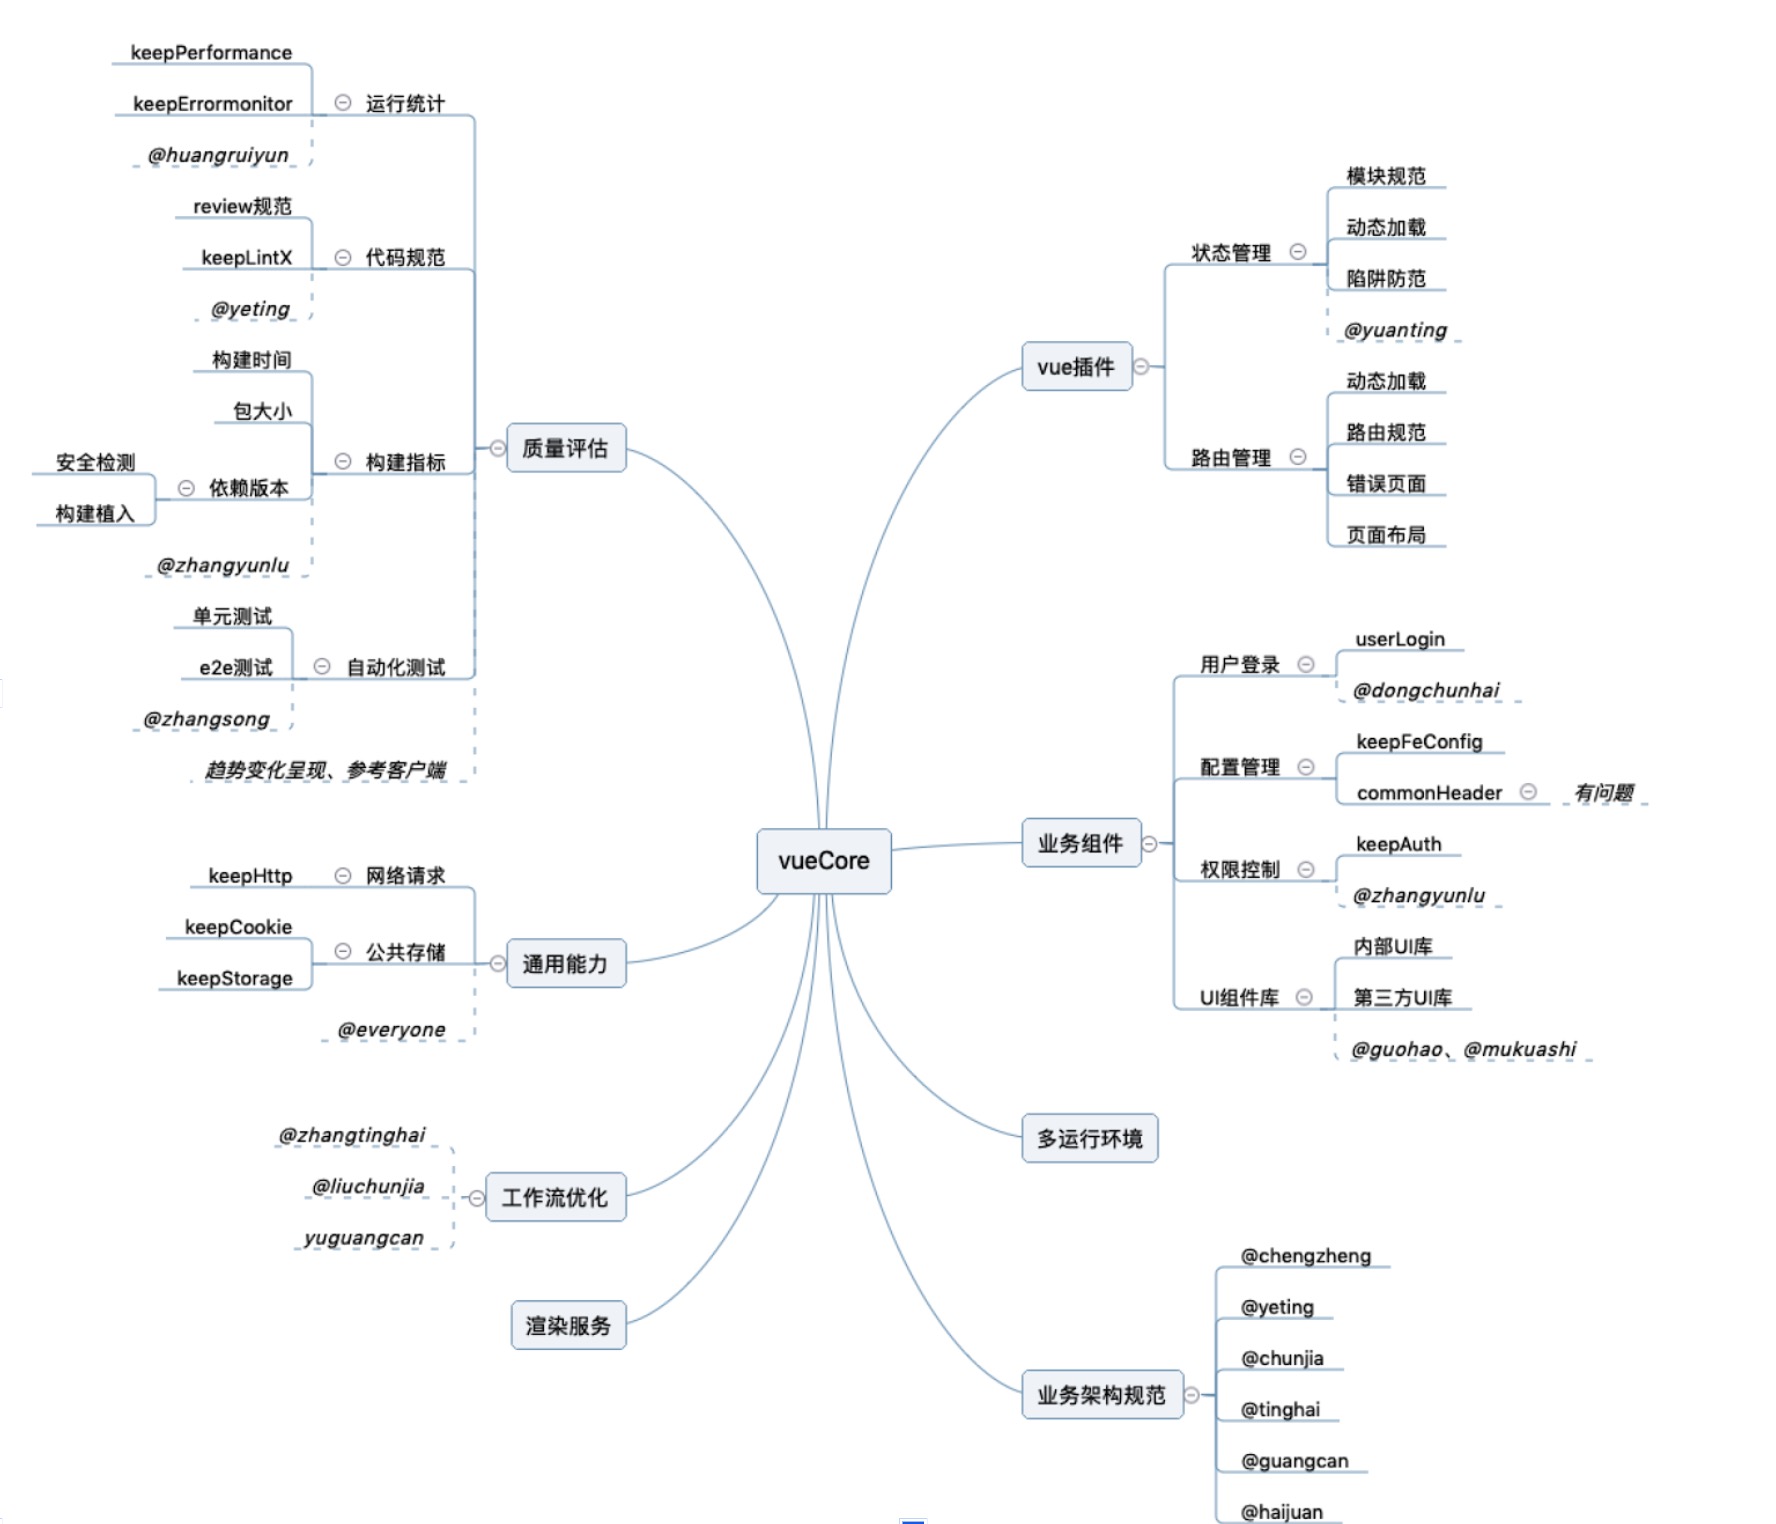 vueCore
vue插件
状态管理
模块规范
动态加载
陷阱防范
@yuanting
路由管理
动态加载
路由规范
错误页面
页面布局
业务组件
用户登录
userLogin
@dongchunhai
配置管理
keepFeConfig
commonHeader
有问题
权限控制
keepAuth
@zhangyunlu
UI组件库
内部UI库
第三方UI库
@guohao、@mukuashi
多运行环境
业务架构规范
@chengzheng
@yeting
@chunjia
@tinghai
@guangcan
@haijuan
质量评估
运行统计
keepPerformance
keepErrormonitor
@huangruiyun
代码规范
review规范
keepLintX
@yeting
构建指标
构建时间
包大小
依赖版本
安全检测
构建植入
@zhangyunlu
自动化测试
单元测试
e2e测试
@zhangsong
趋势变化呈现、参考客户端
通用能力
网络请求
keepHttp
公共存储
keepCookie
keepStorage
@everyone
工作流优化
@zhangtinghai
@liuchunjia
yuguangcan
渲染服务